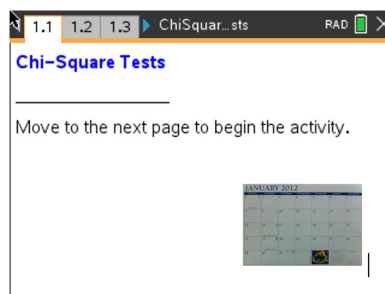 1.1 1.2 1.3 ChiSquar...sts RAD
Chi-Square Tests
Move to the next page to begin the activity.
JANUARY 2012